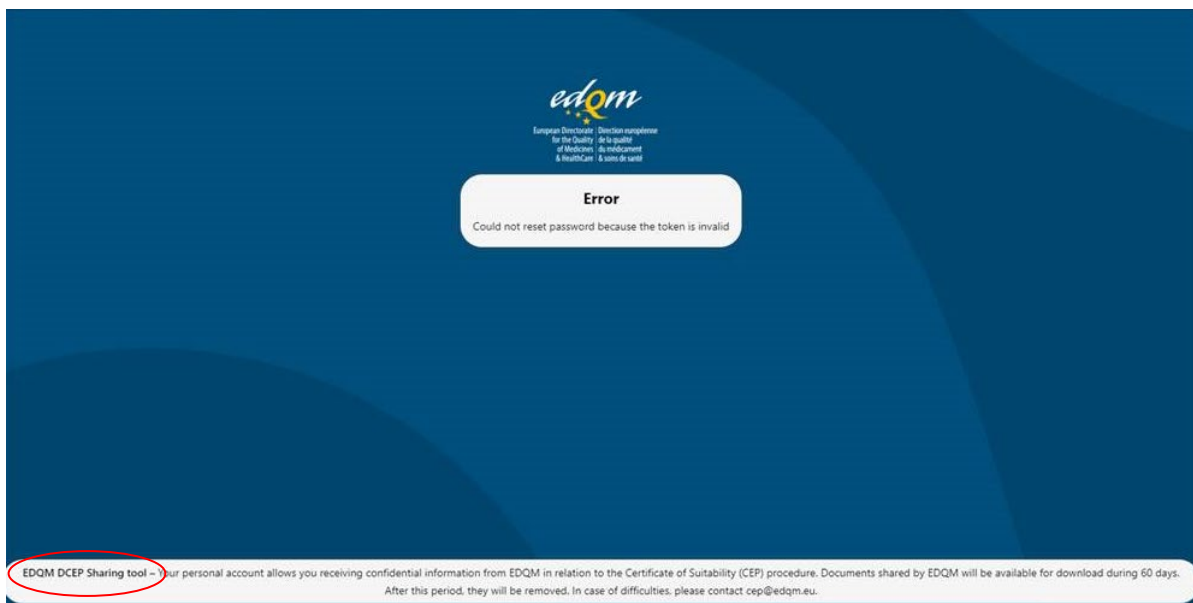 edQm
European Directorate | Direction européenne
for the Quality | de la qualité
of Medicines | du médicament
& HealthCare | & soins de santé
Error
Could not reset password because the token is invalid
EDQM DCEP Sharing tool – Your personal account allows you receiving confidential information from EDQM in relation to the Certificate of Suitability (CEP) procedure. Documents shared by EDQM will be available for download during 60 days.
After this period, they will be removed. In case of difficulties, please contact cep@edqm.eu.